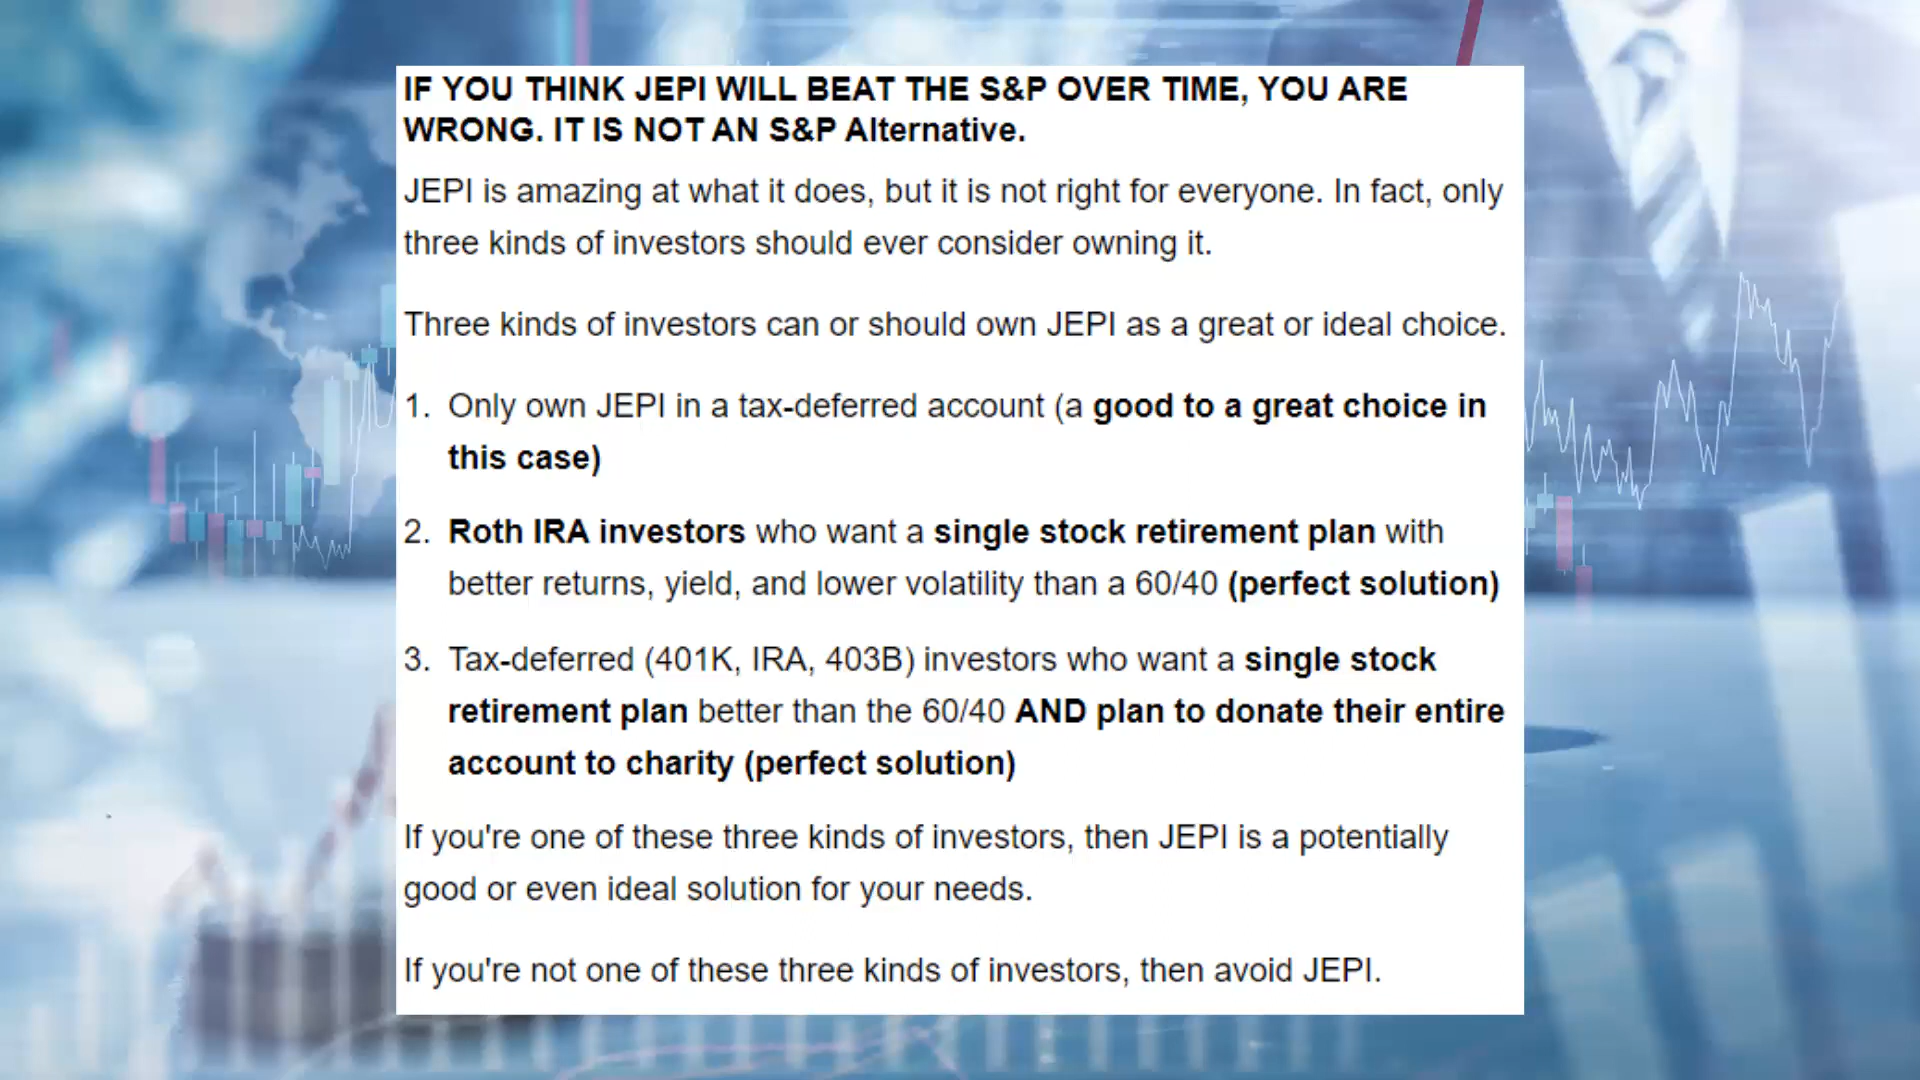 IF YOU THINK JEPI WILL BEAT THE S&P OVER TIME, YOU ARE
WRONG. IT IS NOT AN S&P Alternative.
JEPI is amazing at what it does, but it is not right for everyone. In fact, only
three kinds of investors should ever consider owning it.
Three kinds of investors can or should own JEPI as a great or ideal choice.
1. Only own JEPI in a tax-deferred account (a good to a great choice in
this case)
2. Roth IRA investors who want a single stock retirement plan with
better returns, yield, and lower volatility than a 60/40 (perfect solution)
3. Tax-deferred (401K, IRA, 403B) investors who want a single stock
retirement plan better than the 60/40 AND plan to donate their entire
account to charity (perfect solution)
If you're one of these three kinds of investors, then JEPI is a potentially
good or even ideal solution for your needs.
If you're not one of these three kinds of investors, then avoid JEPI.